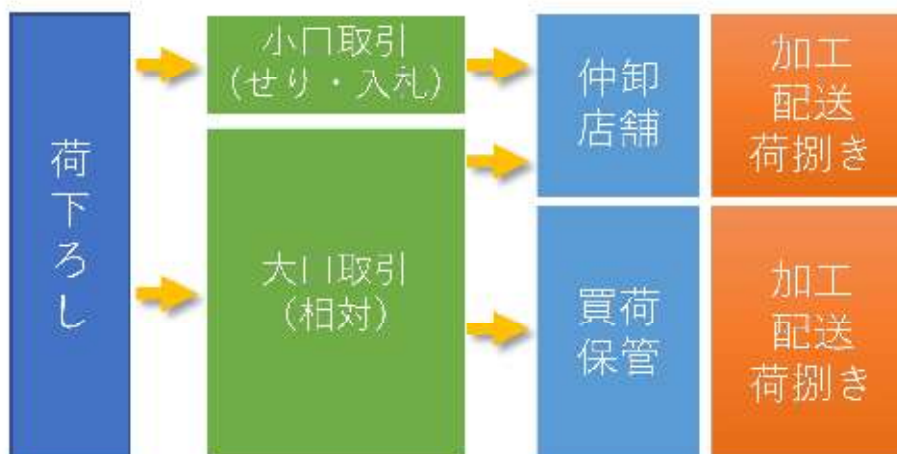 荷下ろし
小口取引
(せり・入札)
大口取引
(相対)
仲卸
店舗
買荷
保管
加工
配送
荷捌き
加工
配送
荷捌き